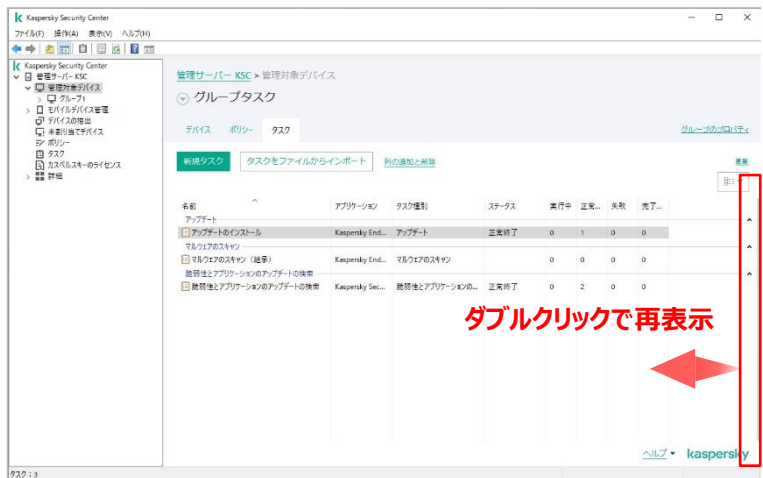 Kaspersky Security Center
ファイル(F) 操作(A) 表示(V) ヘルプ(H)
Kaspersky Security Center
管理サーバー KSC
管理対象デバイス
グループ1
モバイルデバイス管理
デバイスの抽出
未割り当てデバイス
ポリシー
タスク
カスペルスキーのライセンス
詳細
管理サーバー KSC > 管理対象デバイス
グループタスク
デバイス ポリシー タスク グループのプロパティ
新規タスク タスクをファイルからインポート 列の追加と削除 更新
名前 アプリケーション タスク種別 ステータス 実行中 正常... 失敗 完了...
アップデート
アップデートのインストール Kaspersky End... アップデート 正常終了 0 1 0 0
マルウェアのスキャン
マルウェアのスキャン（継承） Kaspersky End... マルウェアのスキャン 0 0 0 0
脆弱性とアプリケーションのアップデートの検索
脆弱性とアプリケーションのアップデートの検索 Kaspersky Sec... 脆弱性とアプリケーションの... 正常終了 0 2 0 0
ダブルクリックで再表示
ヘルプ kaspersky
タスク : 3